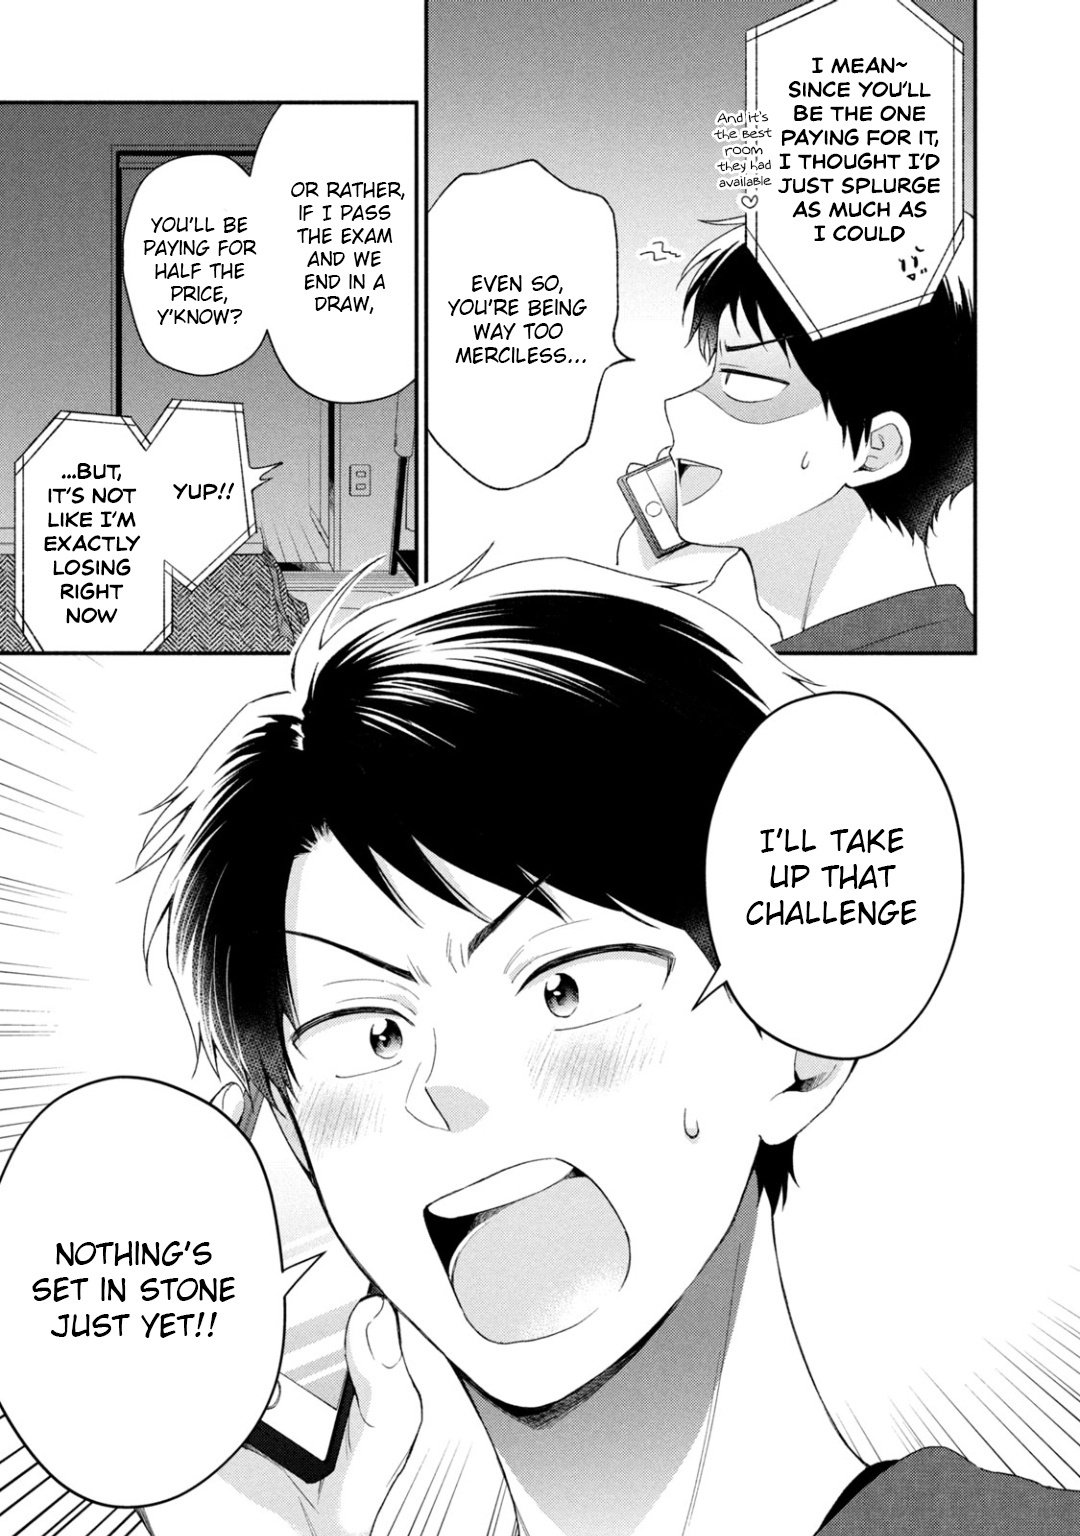 I MEAN~
SINCE YOU'LL
BE THE ONE
PAYING FOR IT,
I THOUGHT I'D
JUST SPLURGE
AS MUCH AS
I COULD
And it's
the best
room
they had
available
EVEN SO,
YOU'RE BEING
WAY TOO
MERCILESS...
OR RATHER,
IF I PASS
THE EXAM
AND WE
END IN A
DRAW,
YOU'LL BE
PAYING FOR
HALF THE
PRICE,
Y'KNOW?
YUP!!
...BUT,
IT'S NOT
LIKE I'M
EXACTLY
LOSING
RIGHT
NOW
I'LL TAKE
UP THAT
CHALLENGE
NOTHING'S
SET IN STONE
JUST YET!!